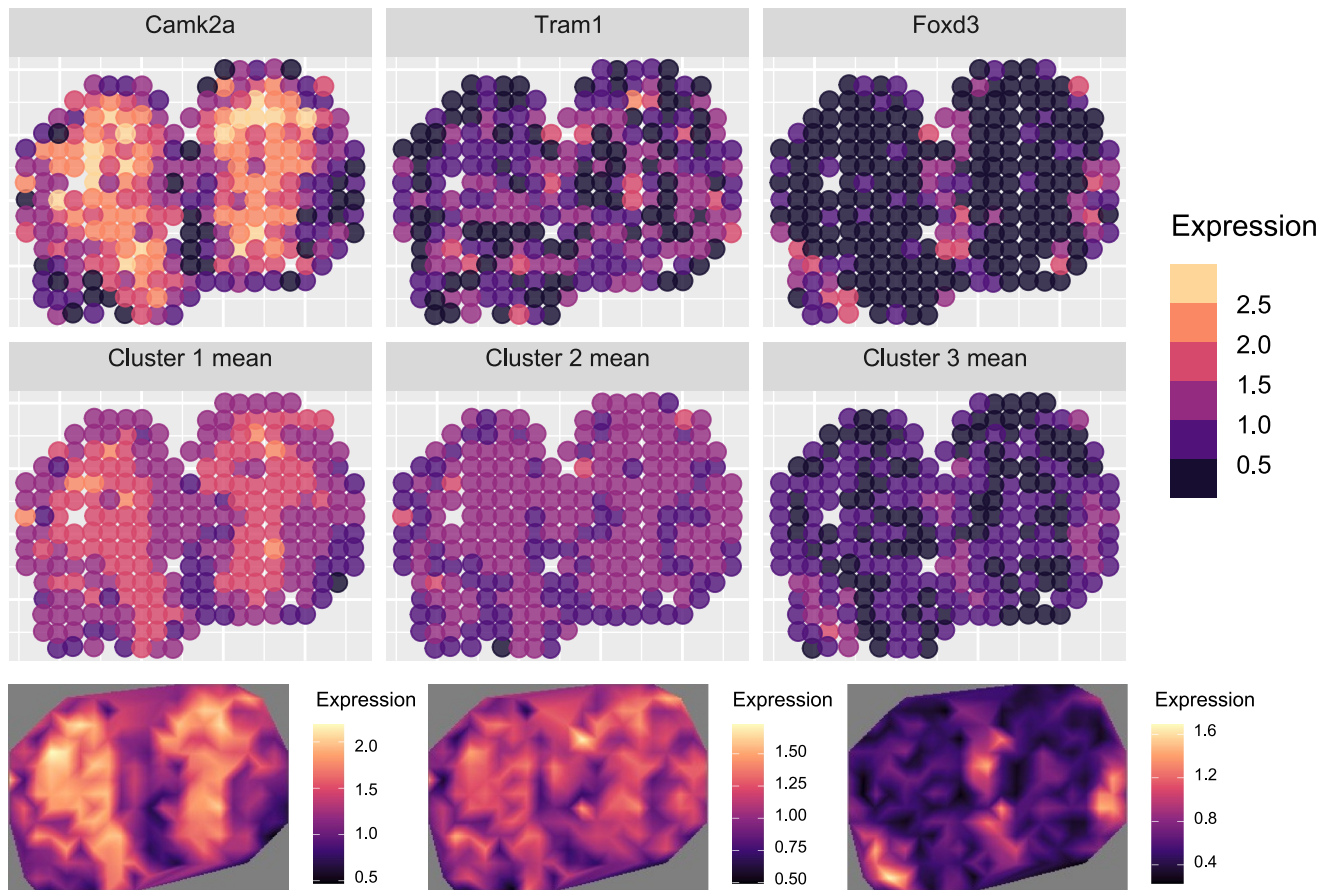 Camk2a
Tram1
Foxd3
Expression
2.5
2.0
1.5
1.0
0.5
Cluster 1 mean
Cluster 2 mean
Cluster 3 mean
Expression
2.0
1.5
1.0
0.5
Expression
1.50
1.25
1.00
0.75
0.50
Expression
1.6
1.2
0.8
0.4